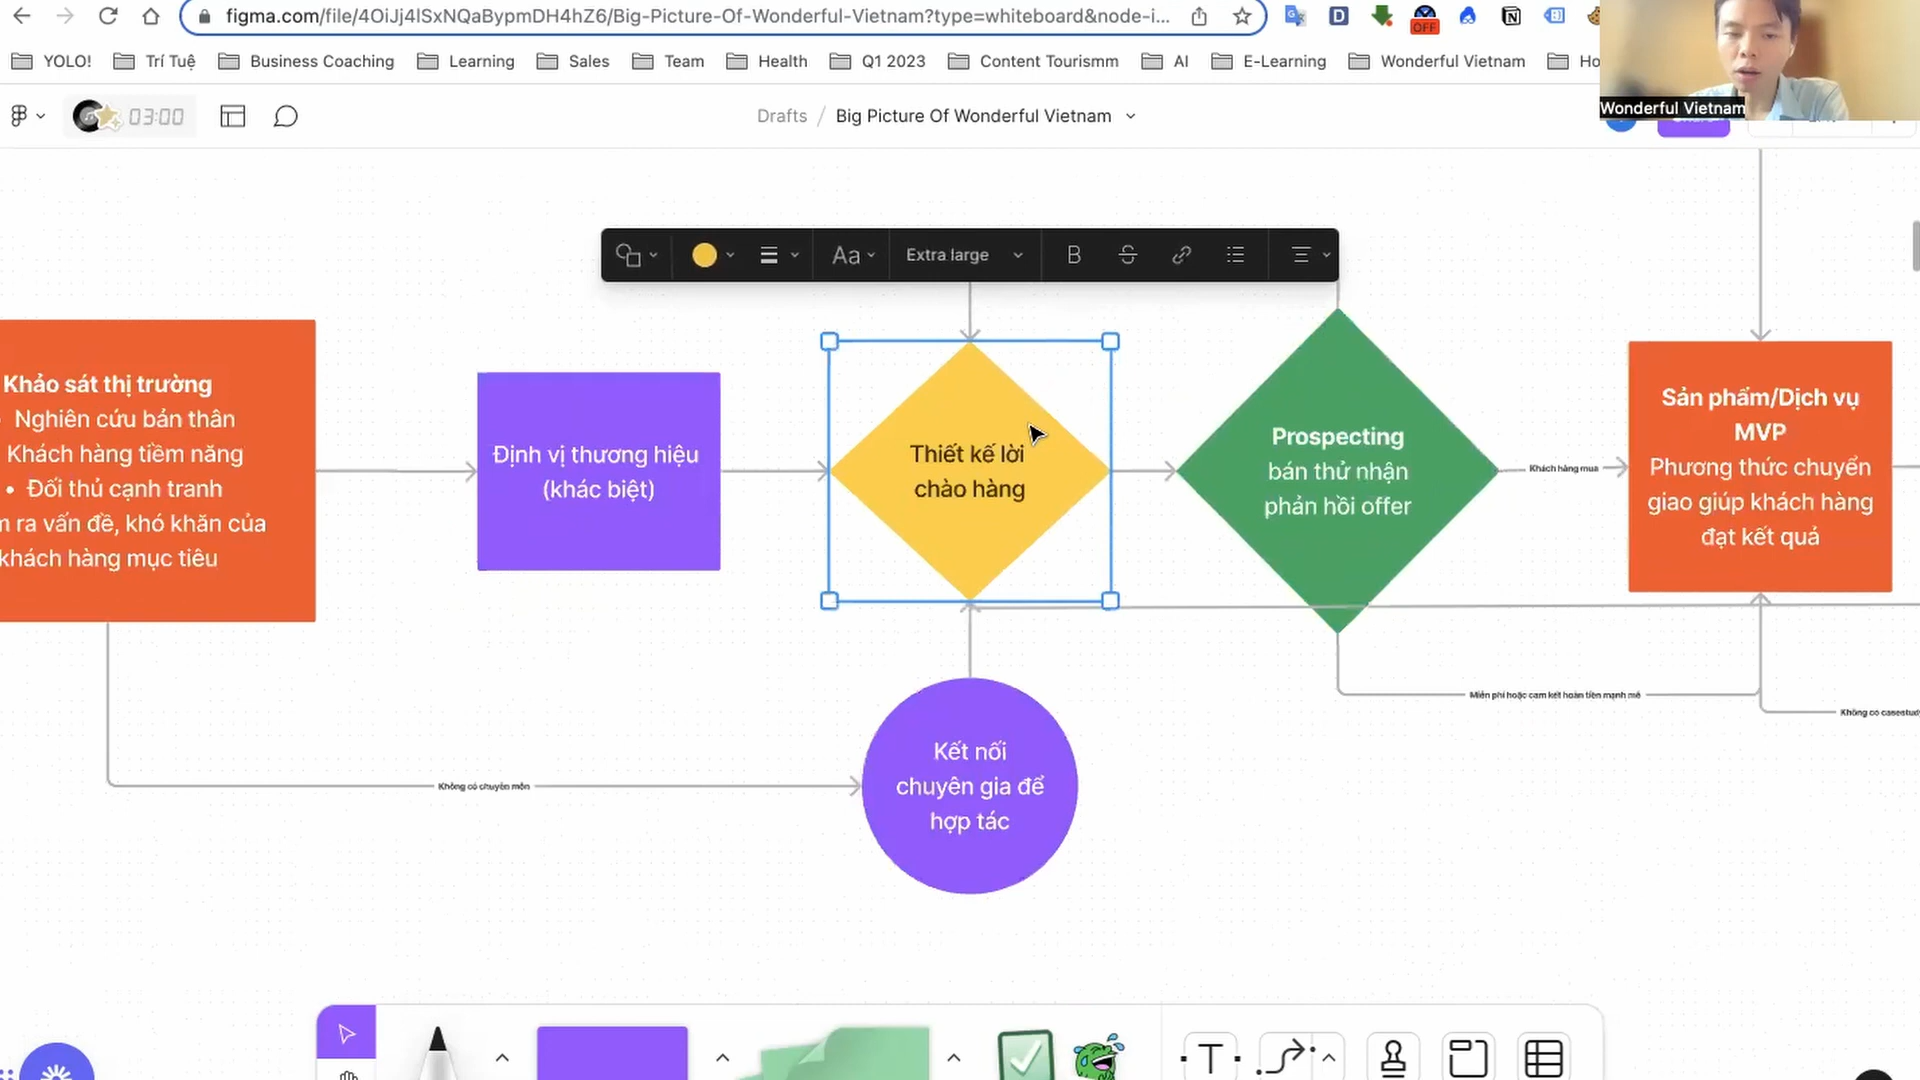 figma.com/file/4OiJj4lSxNQaBypmDH4hZ6/Big-Picture-Of-Wonderful-Vietnam?type=whiteboard&node-i...
OFF
YOLO!
Trí Tuệ
Business Coaching
Learning
Sales
Team
Health
Q1 2023
Content Tourismm
AI
E-Learning
Wonderful Vietnam
Ho
Wonderful Vietnam
03:00
Drafts / Big Picture Of Wonderful Vietnam
Aa
Extra large
B
S
Khảo sát thị trường
Nghiên cứu bản thân
Khách hàng tiềm năng
• Đối thủ cạnh tranh
m ra vấn đề, khó khăn của
khách hàng mục tiêu
Định vị thương hiệu
(khác biệt)
Thiết kế lời
chào hàng
Prospecting
bán thử nhận
phản hồi offer
Khách hàng mua
Sản phẩm/Dịch vụ
MVP
Phương thức chuyển
giao giúp khách hàng
đạt kết quả
Miễn phí hoặc cam kết hoàn tiền mạnh mẽ
Không có casestudy
Không có chuyên môn
Kết nối
chuyên gia để
hợp tác
T